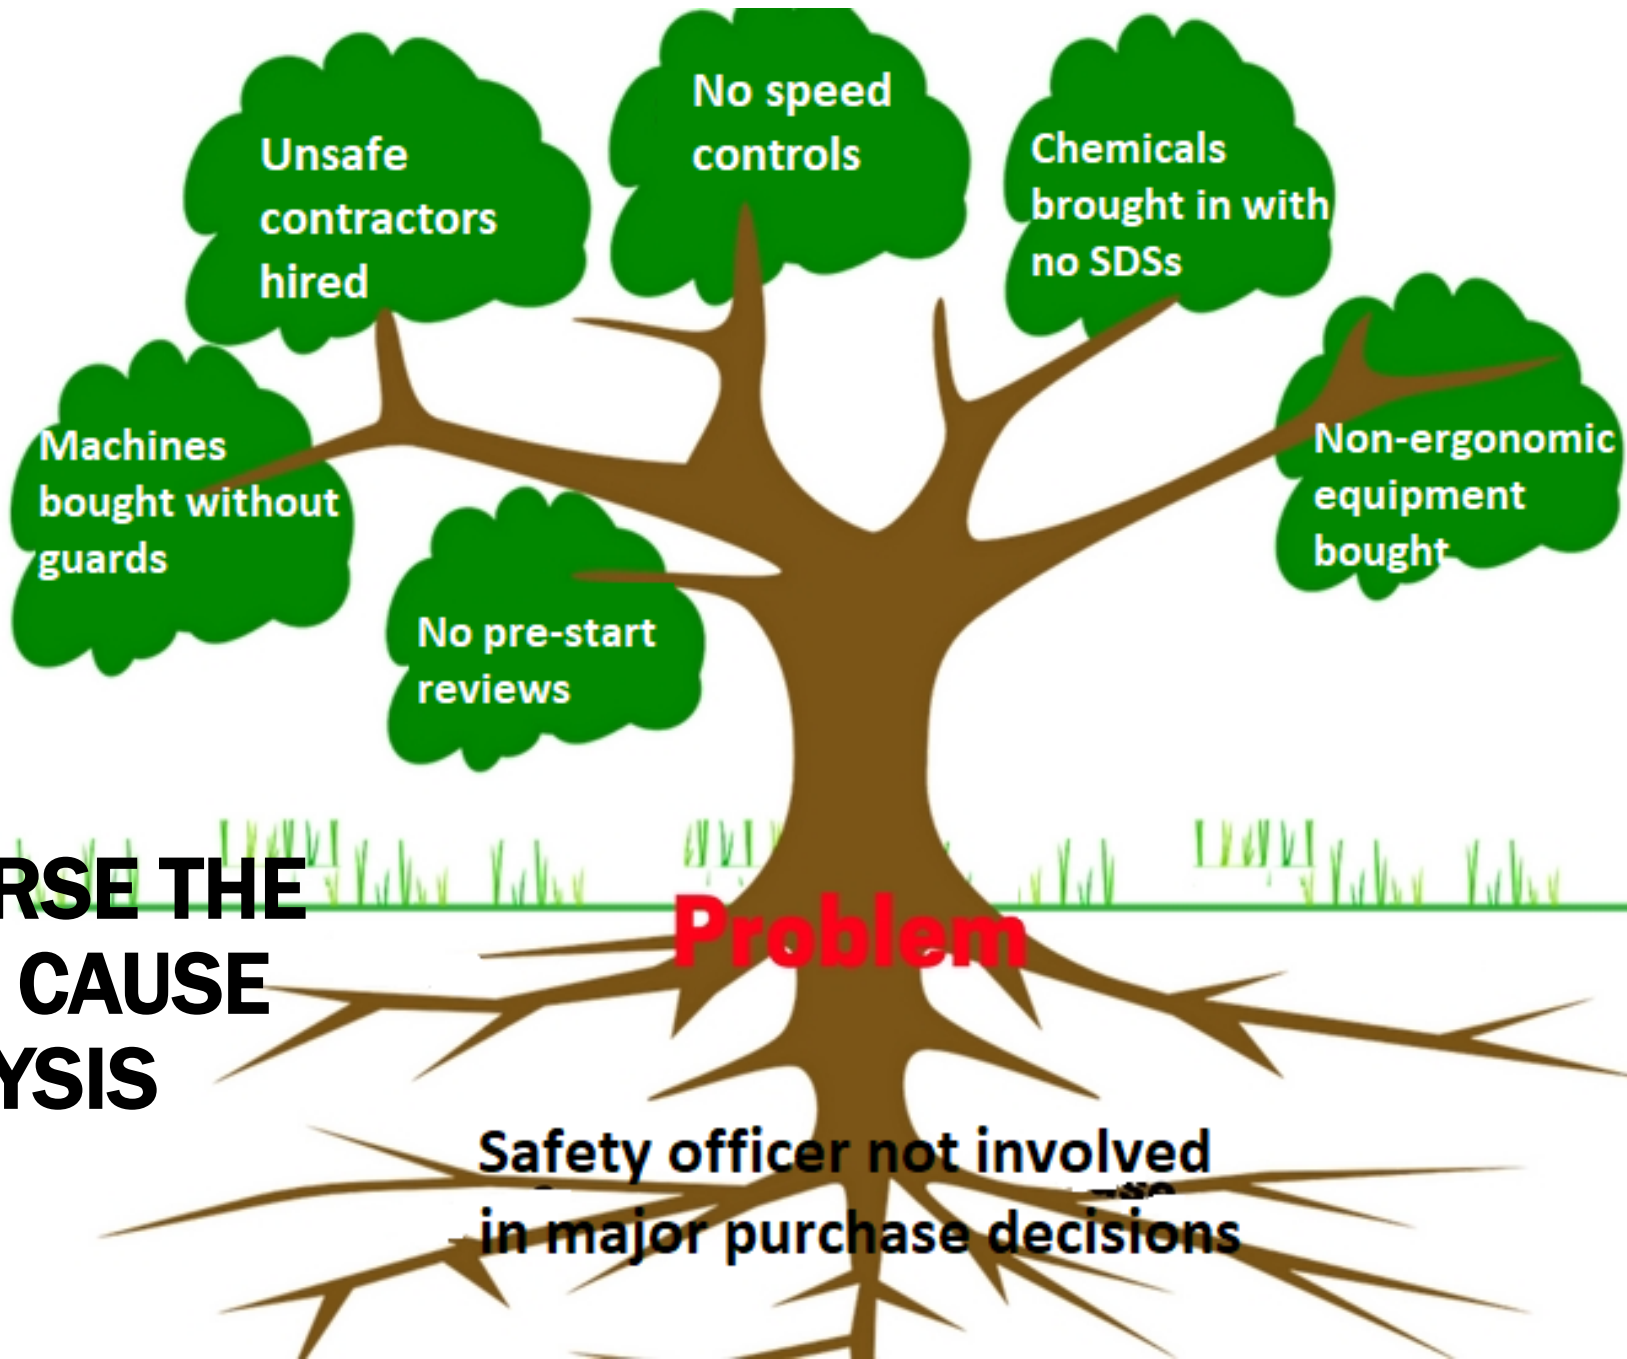 No speed
controls
Unsafe
contractors
hired
Chemicals
brought in with
no SDSs
Machines
bought without
guards
Non-ergonomic
equipment
bought
No pre-start
reviews
RSE THE
CAUSE
YSIS
Problem
Safety officer not involved
in major purchase decisions